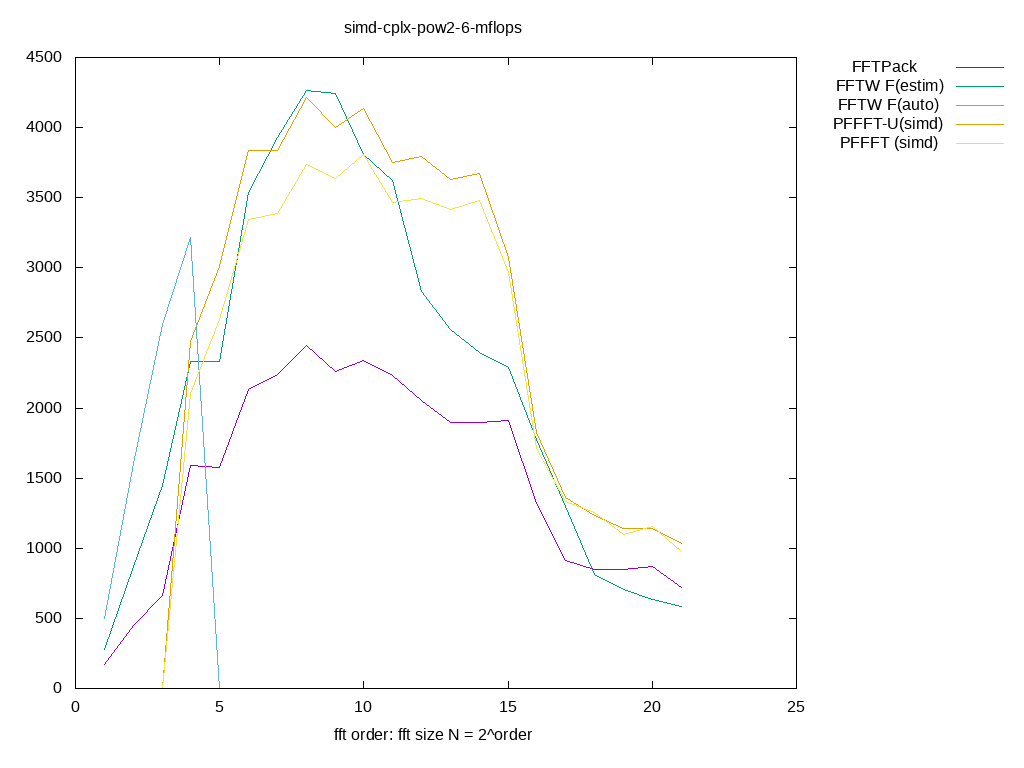 simd-cplx-pow2-6-mflops
4500
4000
3500
3000
2500
2000
1500
1000
500
0
0 5 10 15 20 25
fft order: fft size N = 2^order
FFTPack
FFTW F(estim)
FFTW F(auto)
PFFFT-U(simd)
PFFFT (simd)